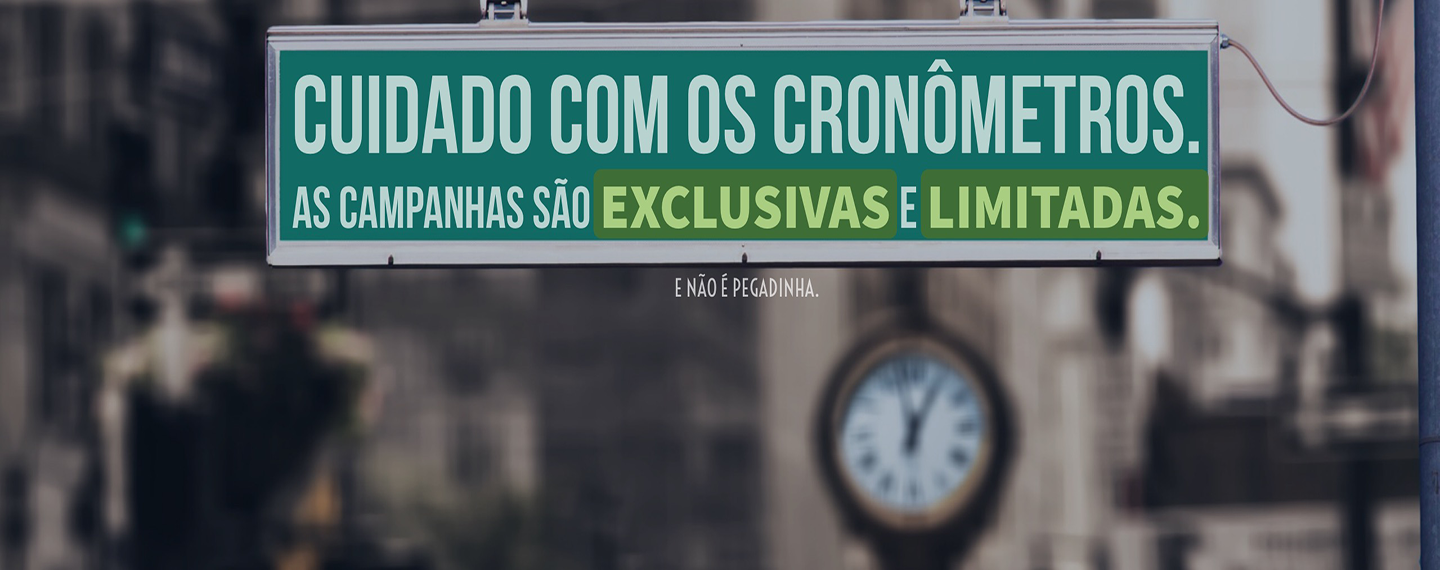 CUIDADO COM OS CRONÔMETROS.
AS CAMPANHAS SÃO EXCLUSIVAS E LIMITADAS.
E NÃO É PEGADINHA.